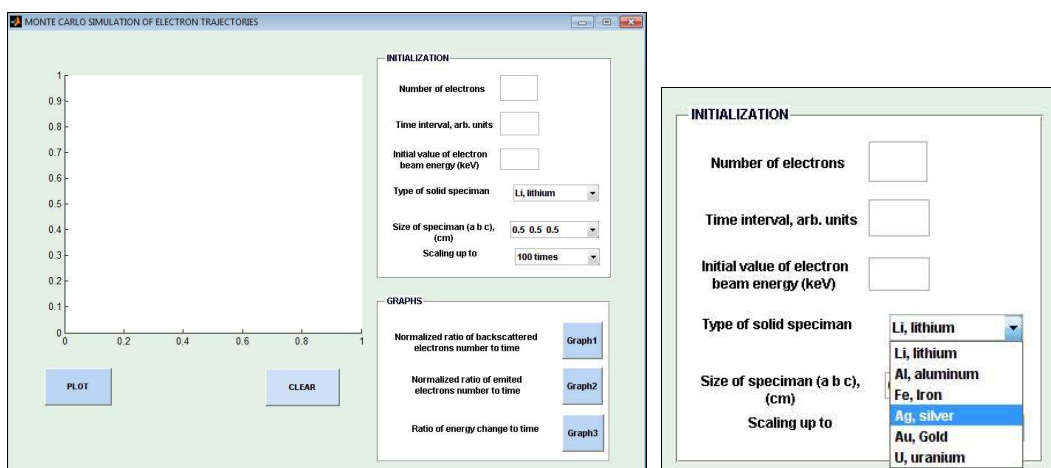 MONTE CARLO SIMULATION OF ELECTRON TRAJECTORIES
1
0.9
0.8
0.7
0.6
0.5
0.4
0.3
0.2
0.1
0
0 0.2 0.4 0.6 0.8 1
PLOT
CLEAR
INITIALIZATION
Number of electrons
Time interval, arb. units
Initial value of electron
beam energy (keV)
Type of solid speciman
Li, lithium
Size of speciman (a b c),
(cm)
0.5 0.5 0.5
Scaling up to
100 times
GRAPHS
Normalized ratio of backscattered
electrons number to time
Graph1
Normalized ratio of emited
electrons number to time
Graph2
Ratio of energy change to time
Graph3
INITIALIZATION
Number of electrons
Time interval, arb. units
Initial value of electron
beam energy (keV)
Type of solid speciman
Li, lithium
Li, lithium
Al, aluminum
Fe, Iron
Ag, silver
Au, Gold
U, uranium
Size of speciman (a b c),
(cm)
Scaling up to